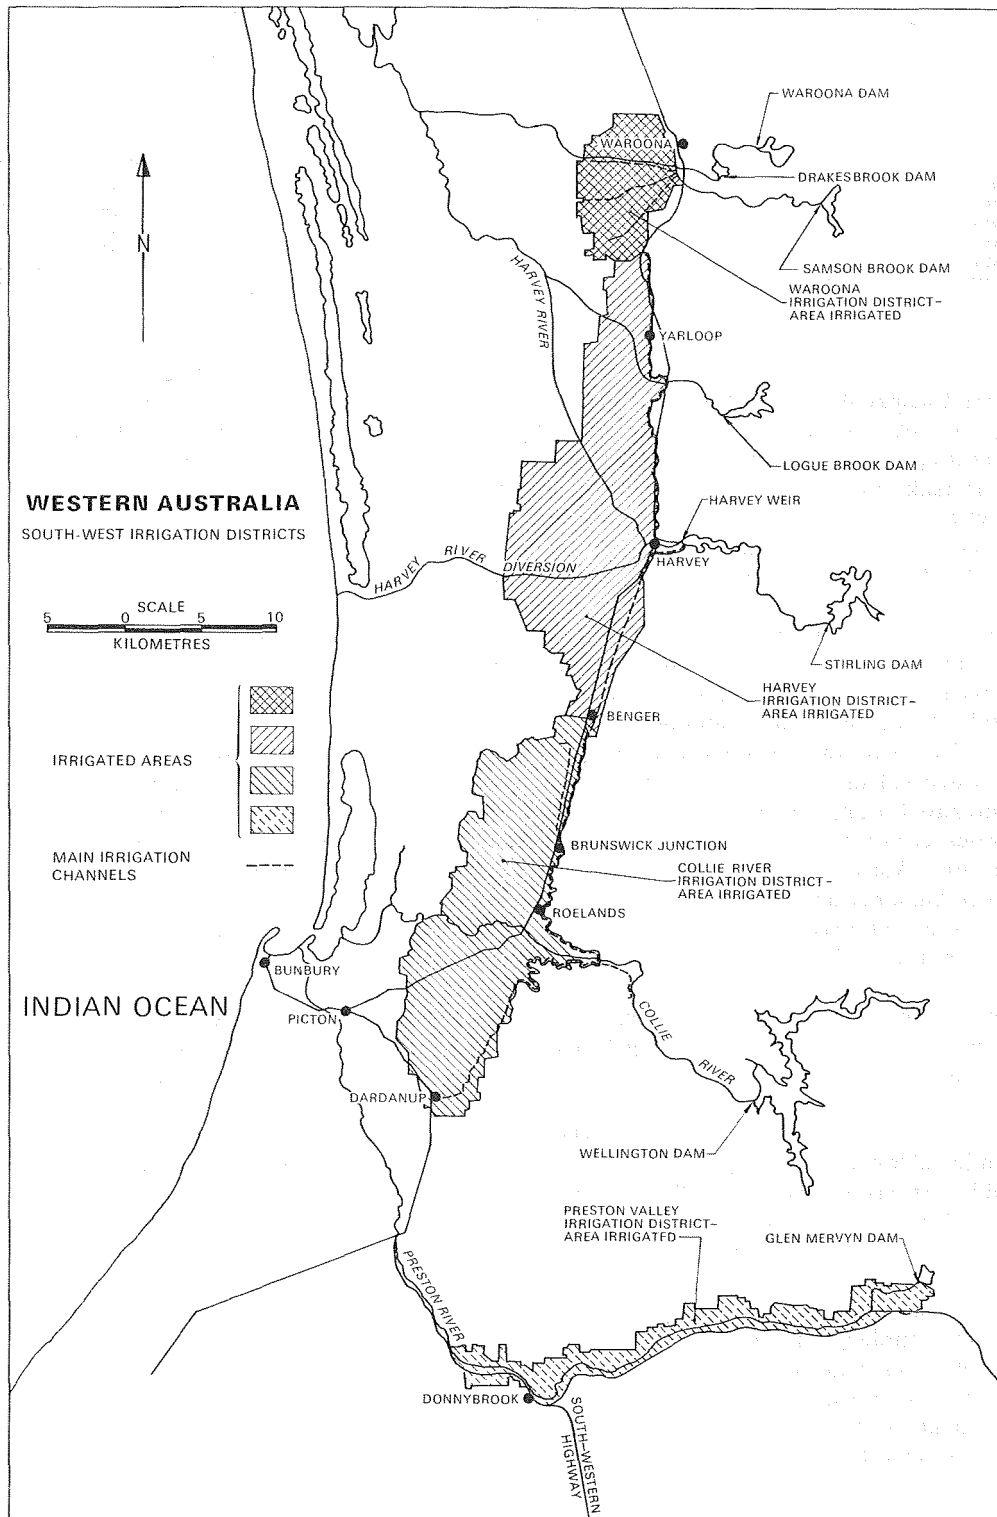 WAROONA DAM
WAROONA
DRAKESBROOK DAM
N
SAMSON BROOK DAM
WAROONA
IRRIGATION DISTRICT-
AREA IRRIGATED
HARVEY RIVER
YARLOOP
LOGUE BROOK DAM
WESTERN AUSTRALIA
SOUTH-WEST IRRIGATION DISTRICTS
HARVEY WEIR
HARVEY
HARVEY RIVER DIVERSION
SCALE
5 0 5 10
KILOMETRES
STIRLING DAM
HARVEY
IRRIGATION DISTRICT-
AREA IRRIGATED
BENGER
IRRIGATED AREAS
MAIN IRRIGATION
CHANNELS
BRUNSWICK JUNCTION
COLLIE RIVER
IRRIGATION DISTRICT-
AREA IRRIGATED
ROELANDS
BUNBURY
INDIAN OCEAN
PICTON
COLLIE RIVER
DARDANUP
WELLINGTON DAM
PRESTON VALLEY
IRRIGATION DISTRICT-
AREA IRRIGATED
GLEN MERVYN DAM
PRESTON RIVER
DONNYBROOK
SOUTH-WESTERN
HIGHWAY